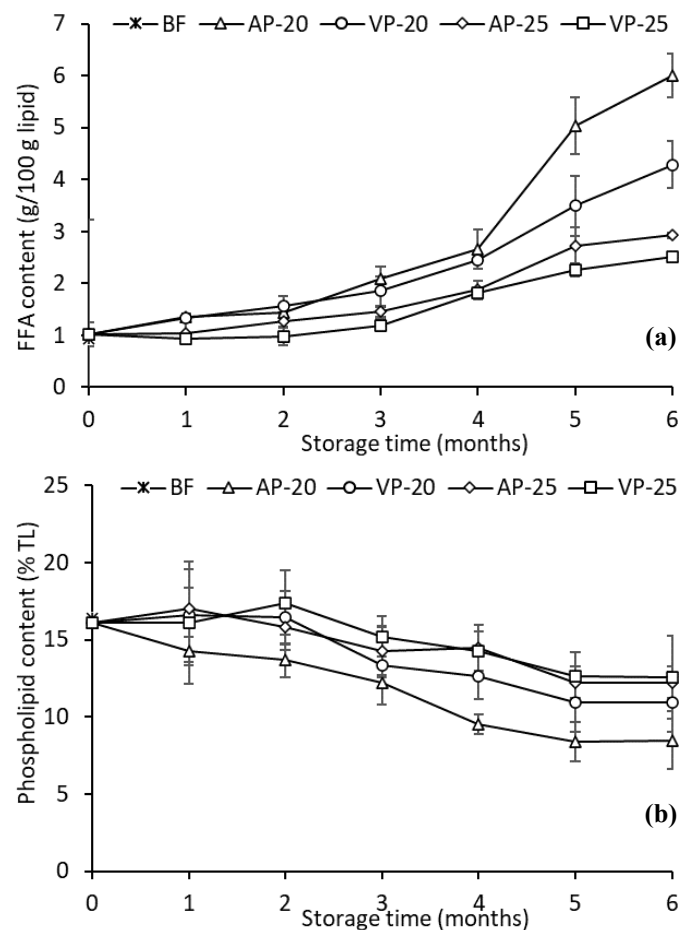 BF AP-20 VP-20 AP-25 VP-25
7
6
5
4
3
2
1
0
FFA content (g/100 g lipid)
(a)
0 1 2 3 4 5 6
Storage time (months)
BF AP-20 VP-20 AP-25 VP-25
25
20
15
10
5
0
Phospholipid content (% TL)
(b)
0 1 2 3 4 5 6
Storage time (months)